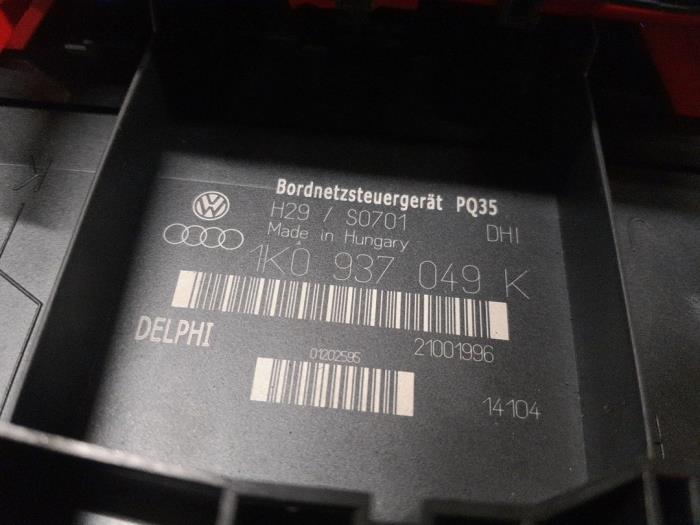 Bordnetzsteuergerät PQ35
H29 / S0701 DHI
Made in Hungary
1K0 937 049 K
DELPHI
21001996
01202595
14104